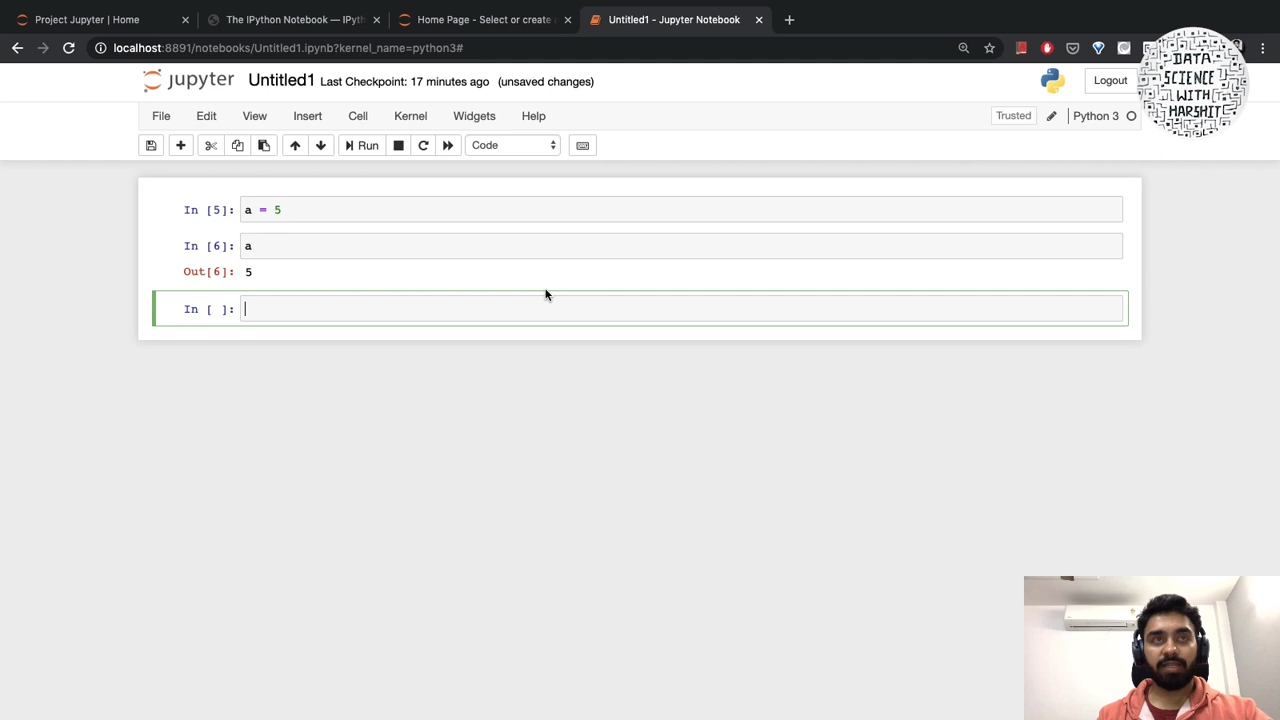 Project Jupyter | Home
The IPython Notebook — IPyth
Home Page - Select or create
Untitled1 - Jupyter Notebook
localhost:8891/notebooks/Untitled1.ipynb?kernel_name=python3#
jupyter Untitled1 Last Checkpoint: 17 minutes ago (unsaved changes)
Logout
DATA
SCIENCE
WITH
HARSHIT
File Edit View Insert Cell Kernel Widgets Help
Trusted
Python 3
Run
Code
In [5]: a = 5
In [6]: a
Out[6]: 5
In [ ]: